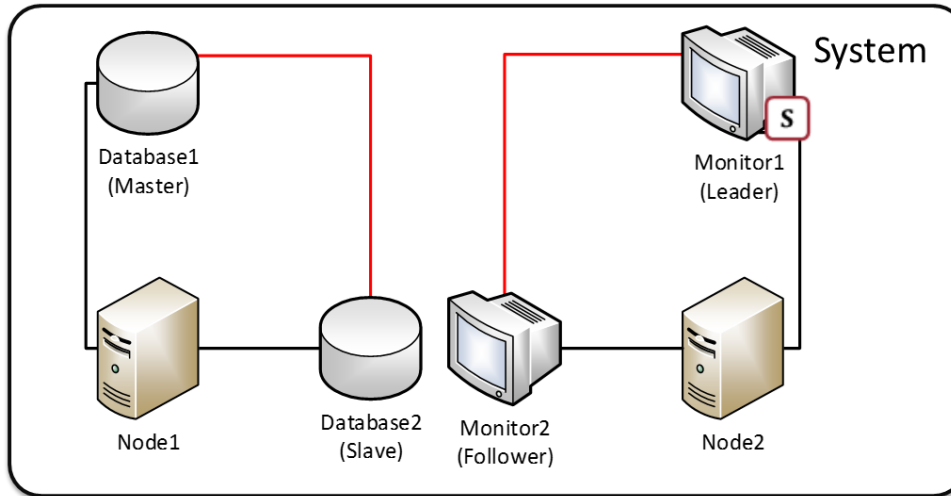 System
S
Database1
(Master)
Monitor1
(Leader)
Node1
Database2
(Slave)
Monitor2
(Follower)
Node2